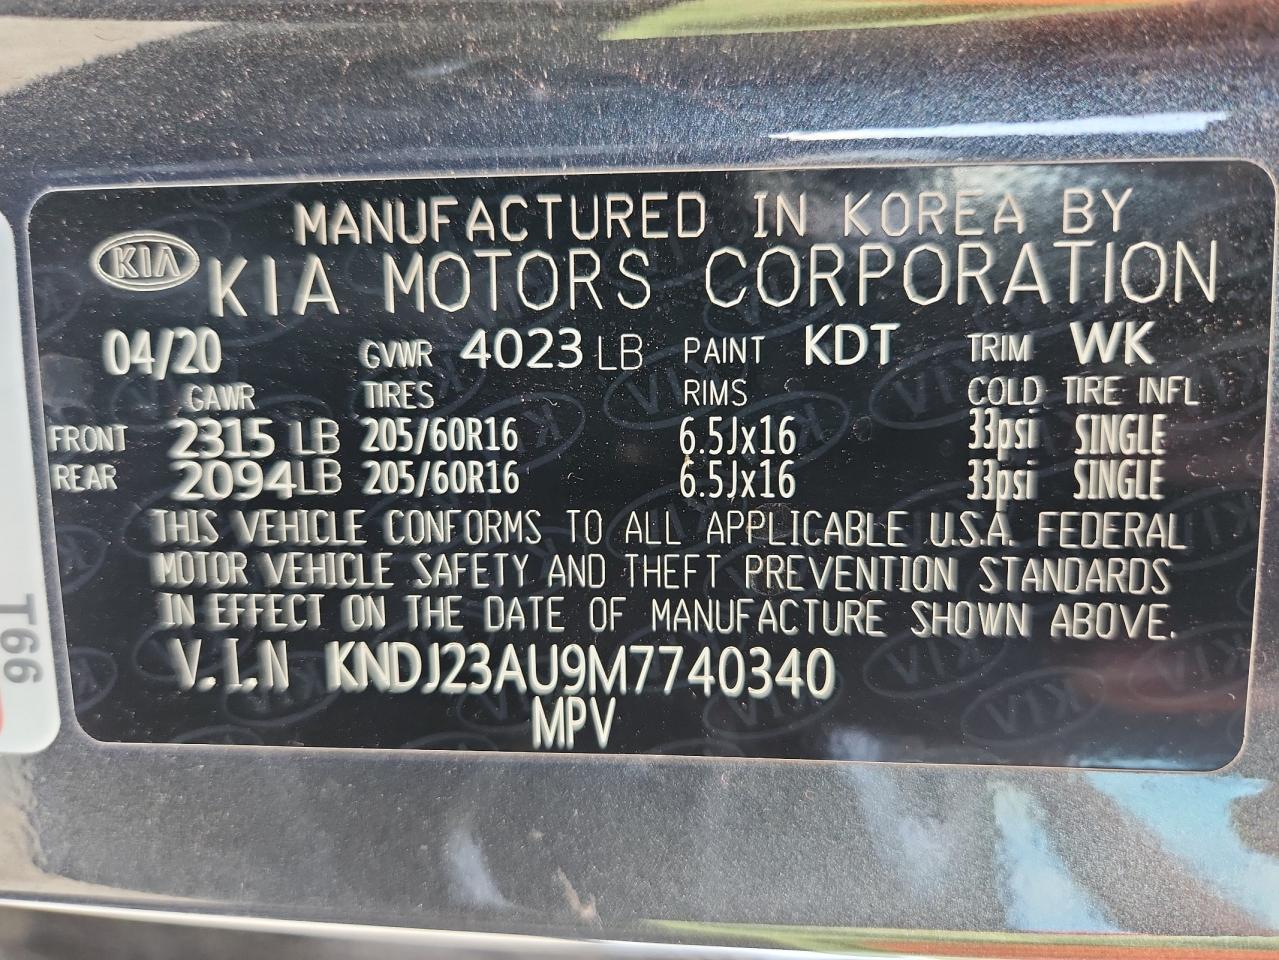 MANUFACTURED IN KOREA BY
KIA KIA MOTORS CORPORATION
04/20 GVWR 4023 LB PAINT KDT TRIM WK
GAWR TIRES RIMS COLD TIRE INFL
FRONT 2315 LB 205/60R16 6.5Jx16 33psi SINGLE
REAR 2094LB 205/60R16 6.5Jx16 33psi SINGLE
THIS VEHICLE CONFORMS TO ALL APPLICABLE U.S.A. FEDERAL
MOTOR VEHICLE SAFETY AND THEFT PREVENTION STANDARDS
IN EFFECT ON THE DATE OF MANUFACTURE SHOWN ABOVE.
V.I.N KNDJ23AU9M7740340
MPV
T66